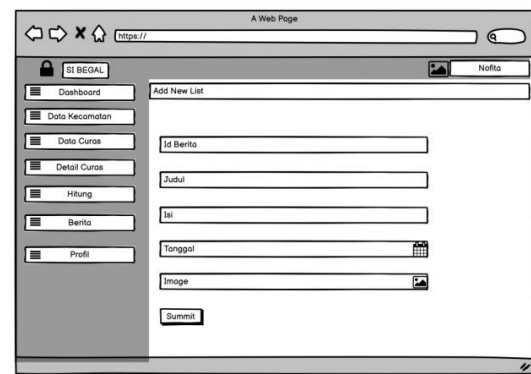 A Web Page
https://
SI BEGAL
Nofita
Dashboard
Add New List
Data Kecamatan
Data Curas
Detail Curas
Hitung
Berita
Profil
Id Berita
Judul
Isi
Tanggal
Image
Summit